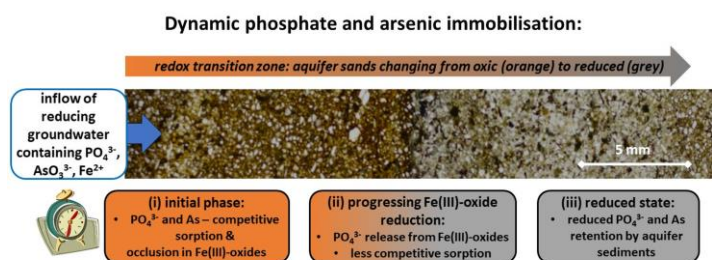 Dynamic phosphate and arsenic immobilisation:
redox transition zone: aquifer sands changing from oxic (orange) to reduced (grey)
inflow of
reducing
groundwater
containing PO₄³⁻,
AsO₃³⁻, Fe²⁺
5 mm
(i) initial phase:
• PO₄³⁻ and As – competitive
sorption &
occlusion in Fe(III)-oxides
(ii) progressing Fe(III)-oxide
reduction:
• PO₄³⁻ release from Fe(III)-oxides
• less competitive sorption
(iii) reduced state:
• reduced PO₄³⁻ and As
retention by aquifer
sediments